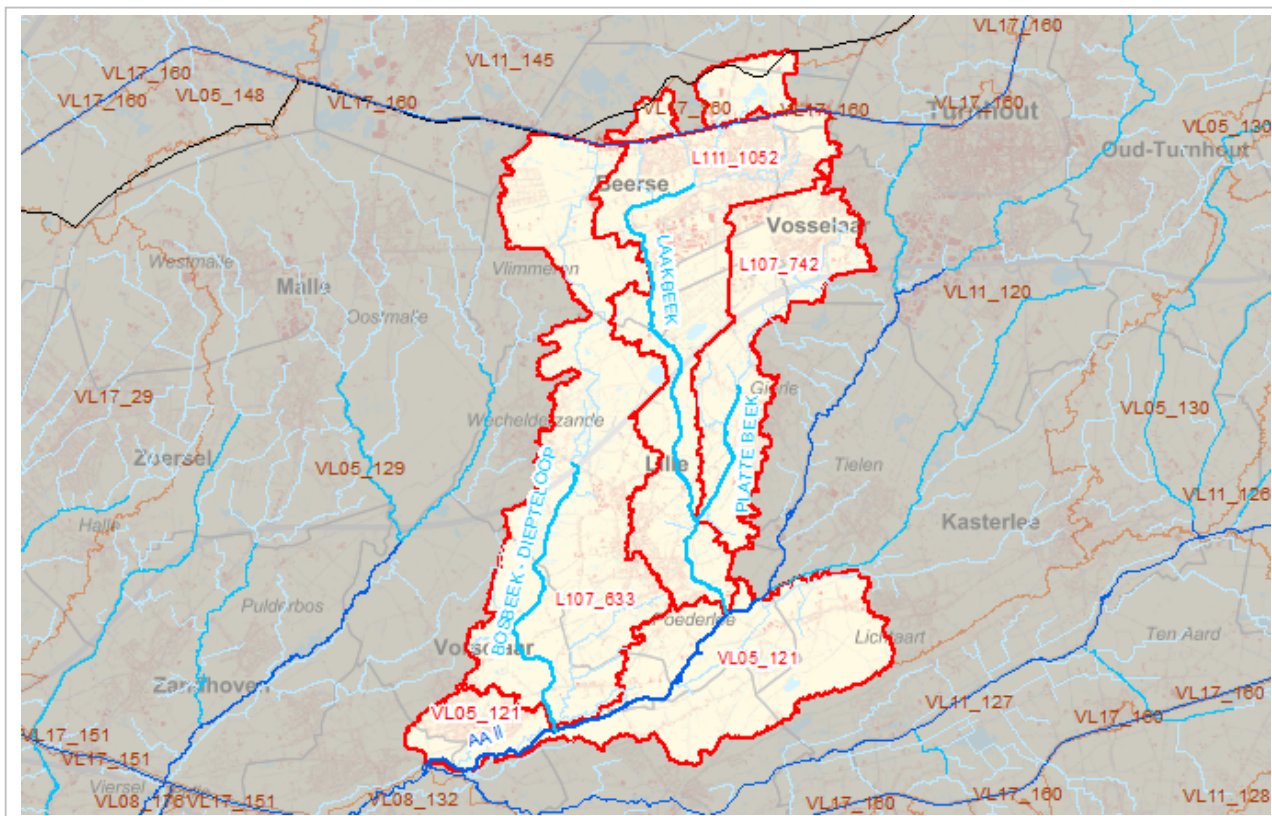 VL17_160
VL17_160
VL11_145
VL17_160
VL05_148
VL17_160
VL17_160
VL17_160
VL17_160
Turnhout
VL05_130
Oud-Turnhout
L111_1052
Beerse
Vosselaar
Westmalle
Vlimmeren
L107_742
LAAKBEEK
Malle
VL11_120
Oostmalle
Gierle
VL17_29
Wechelderzande
VL05_130
PLATTE BEEK
Zoersel
VL05_129
Lille
Tielen
VL11_126
Halle
Kasterlee
BOSBEEK - DIEPTELOOP
Pulderbos
L107_633
Poederlee
Lichtaart
Ten Aard
Vorselaar
VL05_121
Zandhoven
VL05_121
VL11_127
VL17_160
VL17_160
VL17_151
AA II
VL17_151
Viersel
VL08_176
VL17_151
VL08_132
VL17_160
VL17_160
VL11_128